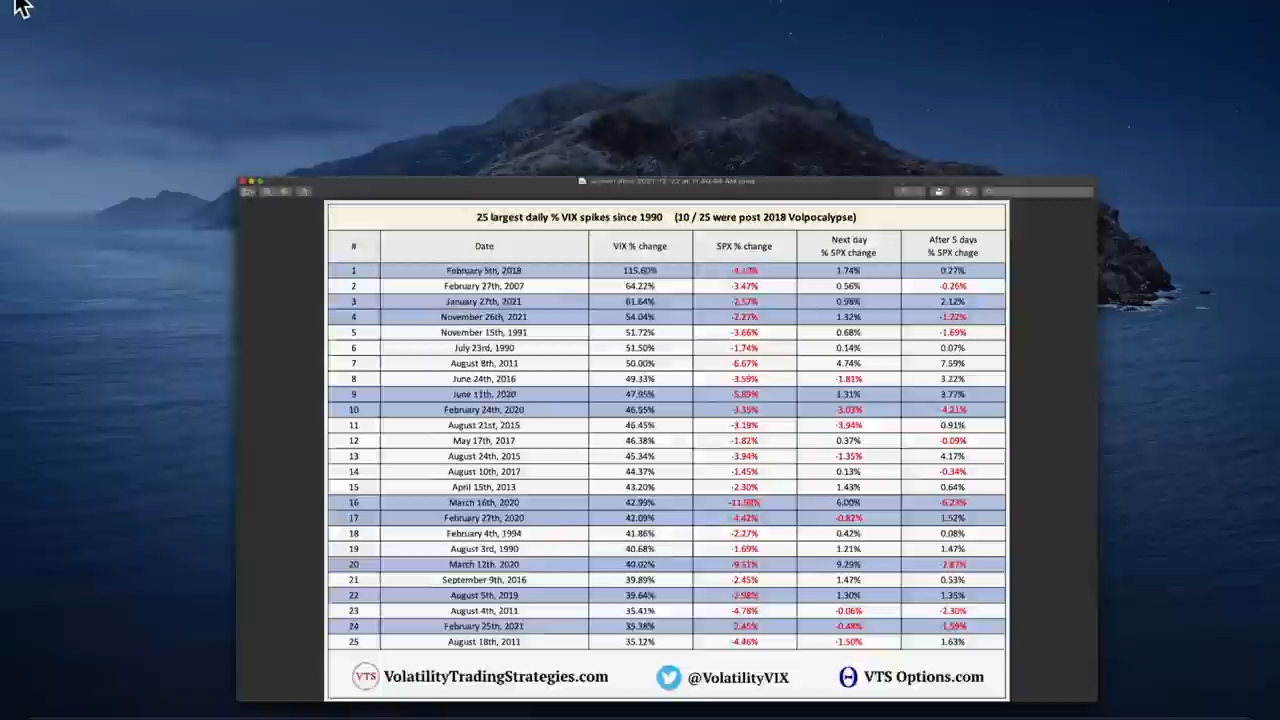 25 largest daily % VIX spikes since 1990 (10 / 25 were post 2018 Volpocalypse)
# Date VIX % change SPX % change Next day % SPX change After 5 days % SPX chage
1 February 5th, 2018 115.60% -4.10% 1.74% 0.27%
2 February 27th, 2007 64.22% -3.47% 0.56% -0.26%
3 January 27th, 2021 61.64% -2.57% 0.98% 2.12%
4 November 26th, 2021 54.04% -2.27% 1.32% -1.22%
5 November 15th, 1991 51.72% -3.66% 0.68% -1.69%
6 July 23rd, 1990 51.50% -1.74% 0.14% 0.07%
7 August 8th, 2011 50.00% -6.67% 4.74% 7.59%
8 June 24th, 2016 49.33% -3.59% -1.81% 3.22%
9 June 11th, 2020 47.95% -5.89% 1.31% 3.77%
10 February 24th, 2020 46.55% -3.35% -3.03% -4.21%
11 August 21st, 2015 46.45% -3.19% -3.94% 0.91%
12 May 17th, 2017 46.38% -1.82% 0.37% -0.09%
13 August 24th, 2015 45.34% -3.94% -1.35% 4.17%
14 August 10th, 2017 44.37% -1.45% 0.13% -0.34%
15 April 15th, 2013 43.20% -2.30% 1.43% 0.64%
16 March 16th, 2020 42.99% -11.98% 6.00% -6.23%
17 February 27th, 2020 42.09% -4.42% -0.82% 1.52%
18 February 4th, 1994 41.86% -2.27% 0.42% 0.08%
19 August 3rd, 1990 40.68% -1.69% 1.21% 1.47%
20 March 12th, 2020 40.02% -9.51% 9.29% -2.87%
21 September 9th, 2016 39.89% -2.45% 1.47% 0.53%
22 August 5th, 2019 39.64% -2.98% 1.30% 1.35%
23 August 4th, 2011 35.41% -4.78% -0.06% -2.30%
24 February 25th, 2021 35.38% -2.45% -0.48% -1.59%
25 August 18th, 2011 35.12% -4.46% -1.50% 1.63%
VTS VolatilityTradingStrategies.com @VolatilityVIX VTS Options.com